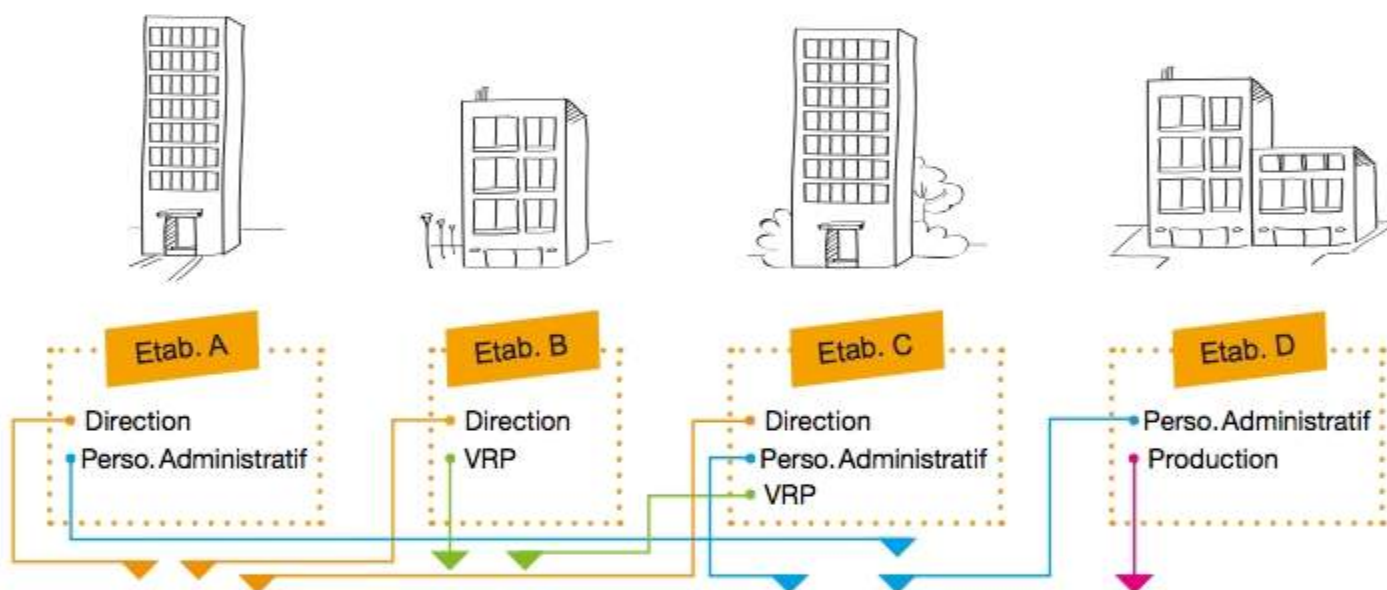 Etab. A
Direction
Perso. Administratif
Etab. B
Direction
VRP
Etab. C
Direction
Perso. Administratif
VRP
Etab. D
Perso. Administratif
Production